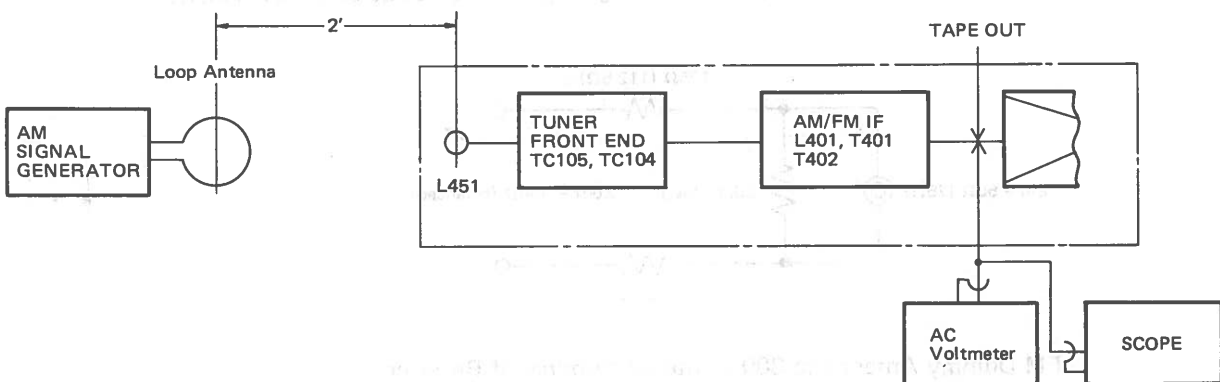 2'
TAPE OUT
Loop Antenna
AM
SIGNAL
GENERATOR
TUNER
FRONT END
TC105, TC104
AM/FM IF
L401, T401
T402
L451
AC
Voltmeter
SCOPE